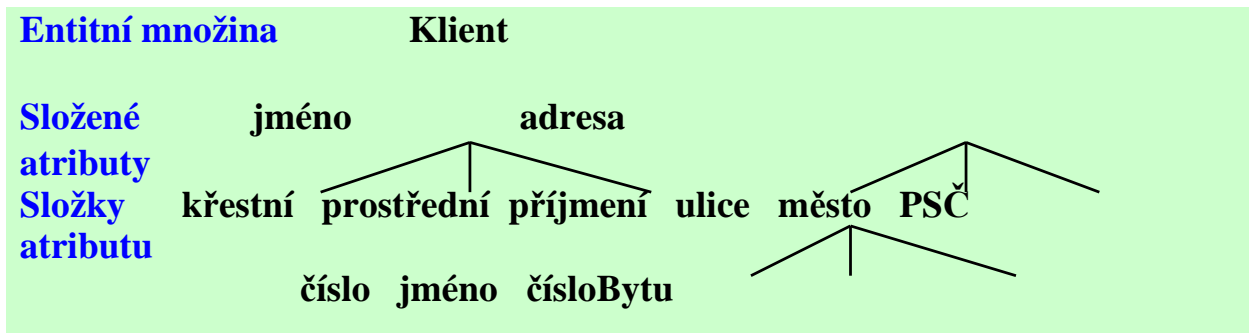 Entitní množina Klient
Složené jméno adresa
atributy
Složky křestní prostřední příjmení ulice město PSČ
atributu
číslo jméno čísloBytu